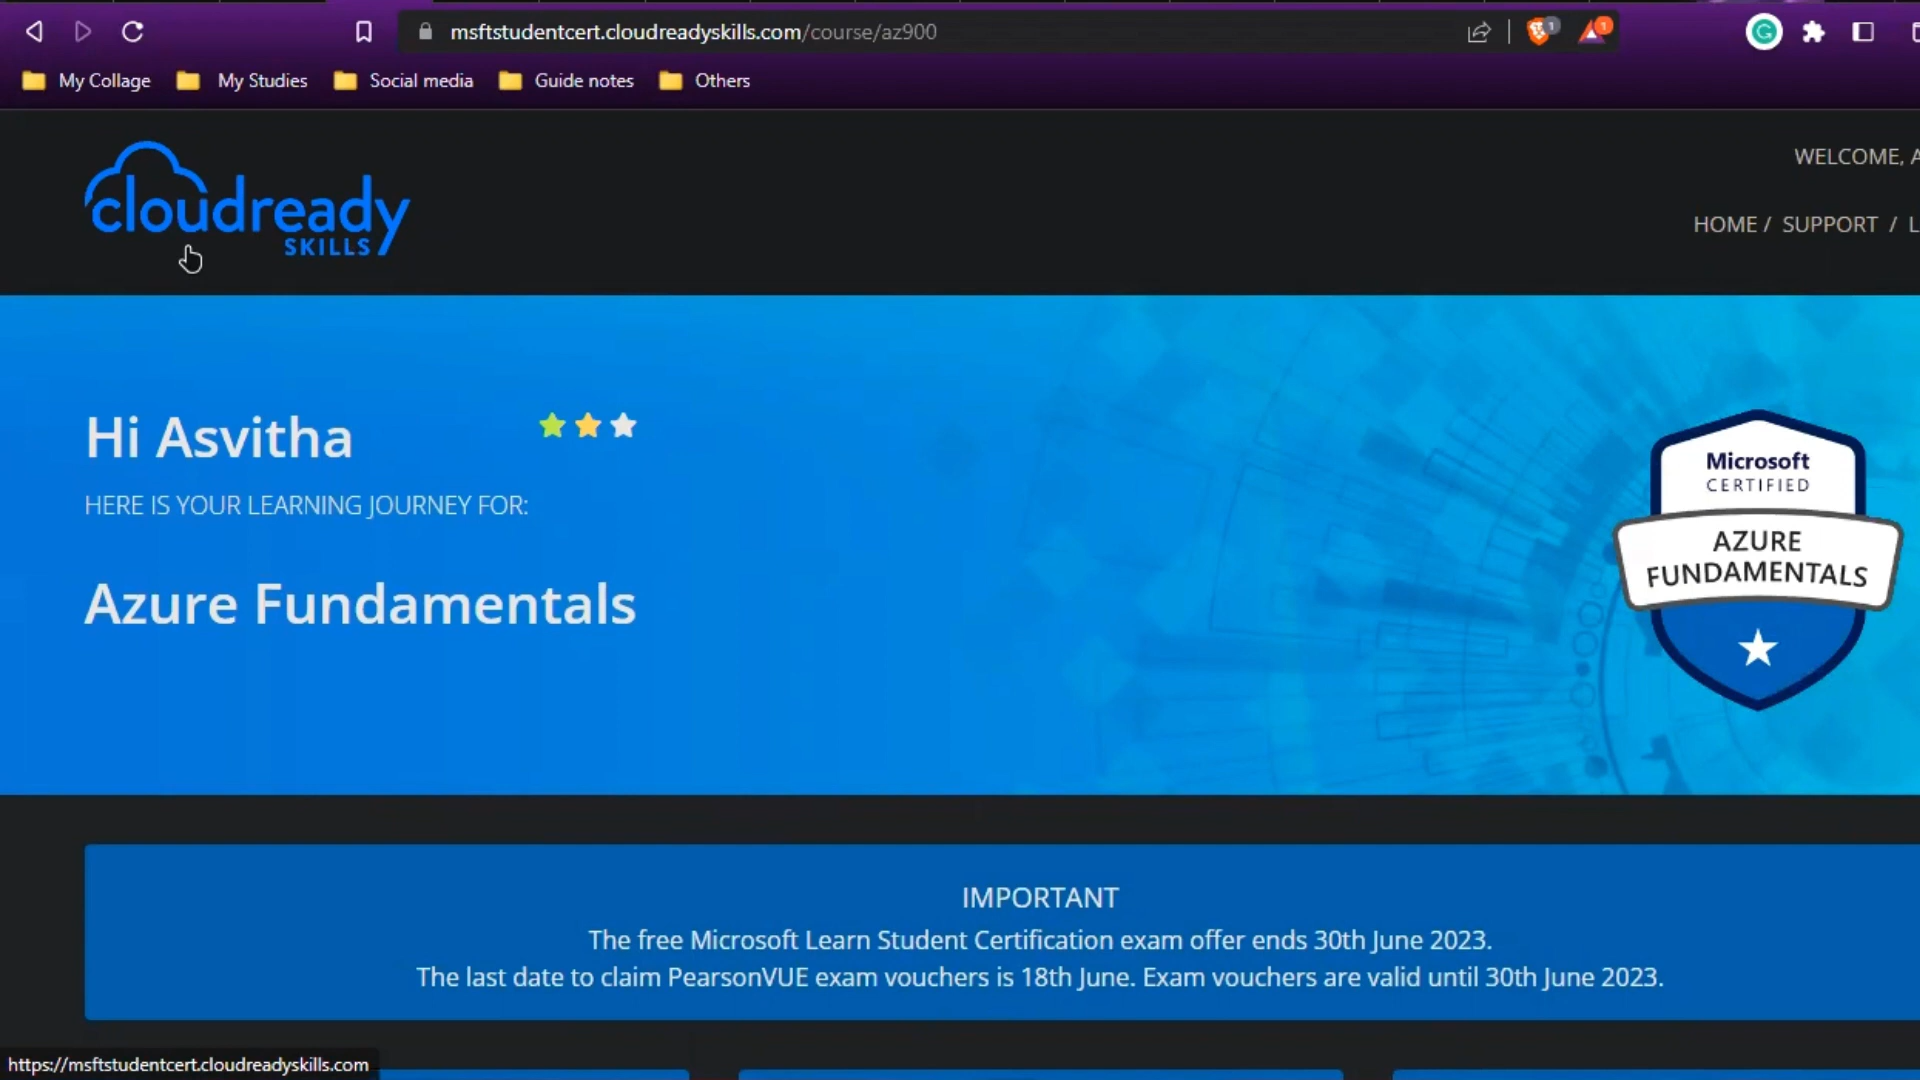 msftstudentcert.cloudreadyskills.com/course/az900
1
1
My Collage
My Studies
Social media
Guide notes
Others
cloudready
SKILLS
WELCOME, A
HOME / SUPPORT / L
Hi Asvitha
HERE IS YOUR LEARNING JOURNEY FOR:
Azure Fundamentals
Microsoft
CERTIFIED
AZURE
FUNDAMENTALS
IMPORTANT
The free Microsoft Learn Student Certification exam offer ends 30th June 2023.
The last date to claim PearsonVUE exam vouchers is 18th June. Exam vouchers are valid until 30th June 2023.
https://msftstudentcert.cloudreadyskills.com